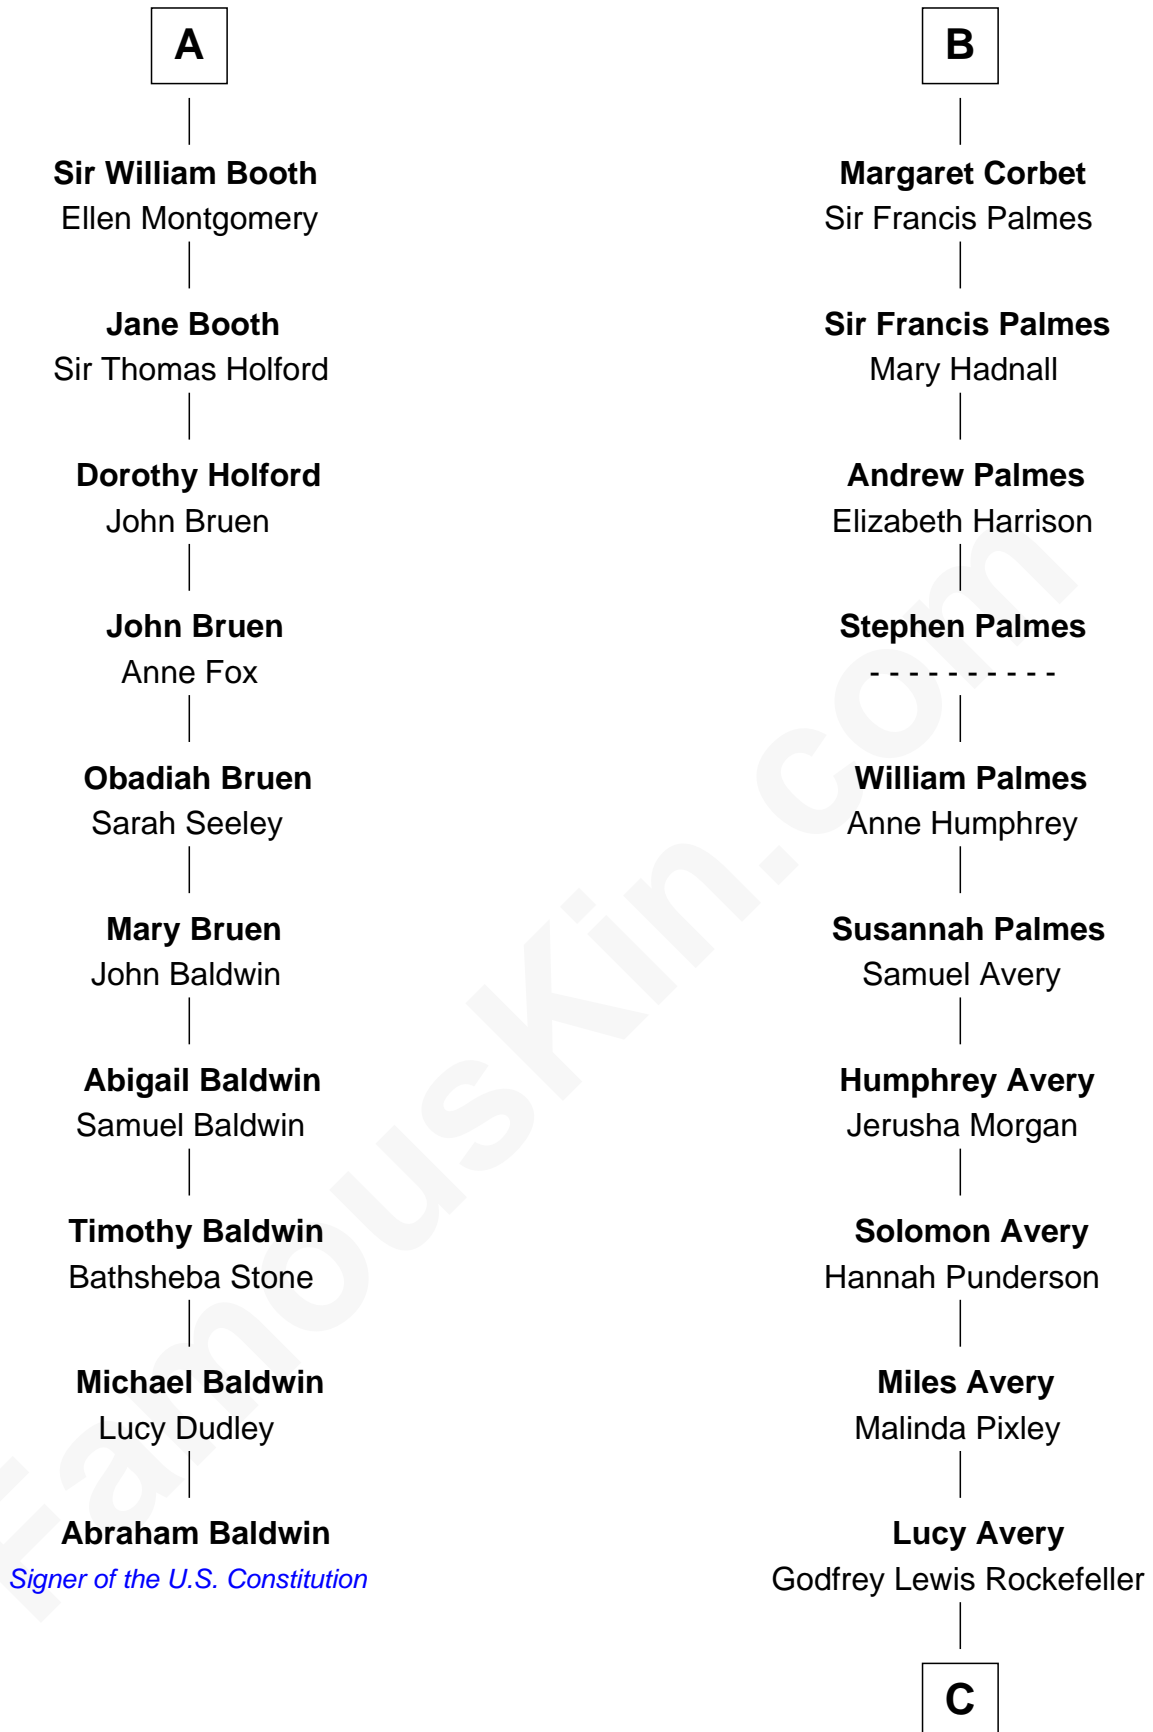 A
Sir William Booth
Ellen Montgomery
Jane Booth
Sir Thomas Holford
Dorothy Holford
John Bruen
John Bruen
Anne Fox
Obadiah Bruen
Sarah Seeley
Mary Bruen
John Baldwin
Abigail Baldwin
Samuel Baldwin
Timothy Baldwin
Bathsheba Stone
Michael Baldwin
Lucy Dudley
Abraham Baldwin
Signer of the U.S. Constitution
B
Margaret Corbet
Sir Francis Palmes
Sir Francis Palmes
Mary Hadnall
Andrew Palmes
Elizabeth Harrison
Stephen Palmes
- - - - - - - - - -
William Palmes
Anne Humphrey
Susannah Palmes
Samuel Avery
Humphrey Avery
Jerusha Morgan
Solomon Avery
Hannah Punderson
Miles Avery
Malinda Pixley
Lucy Avery
Godfrey Lewis Rockefeller
C
FamousKin.com